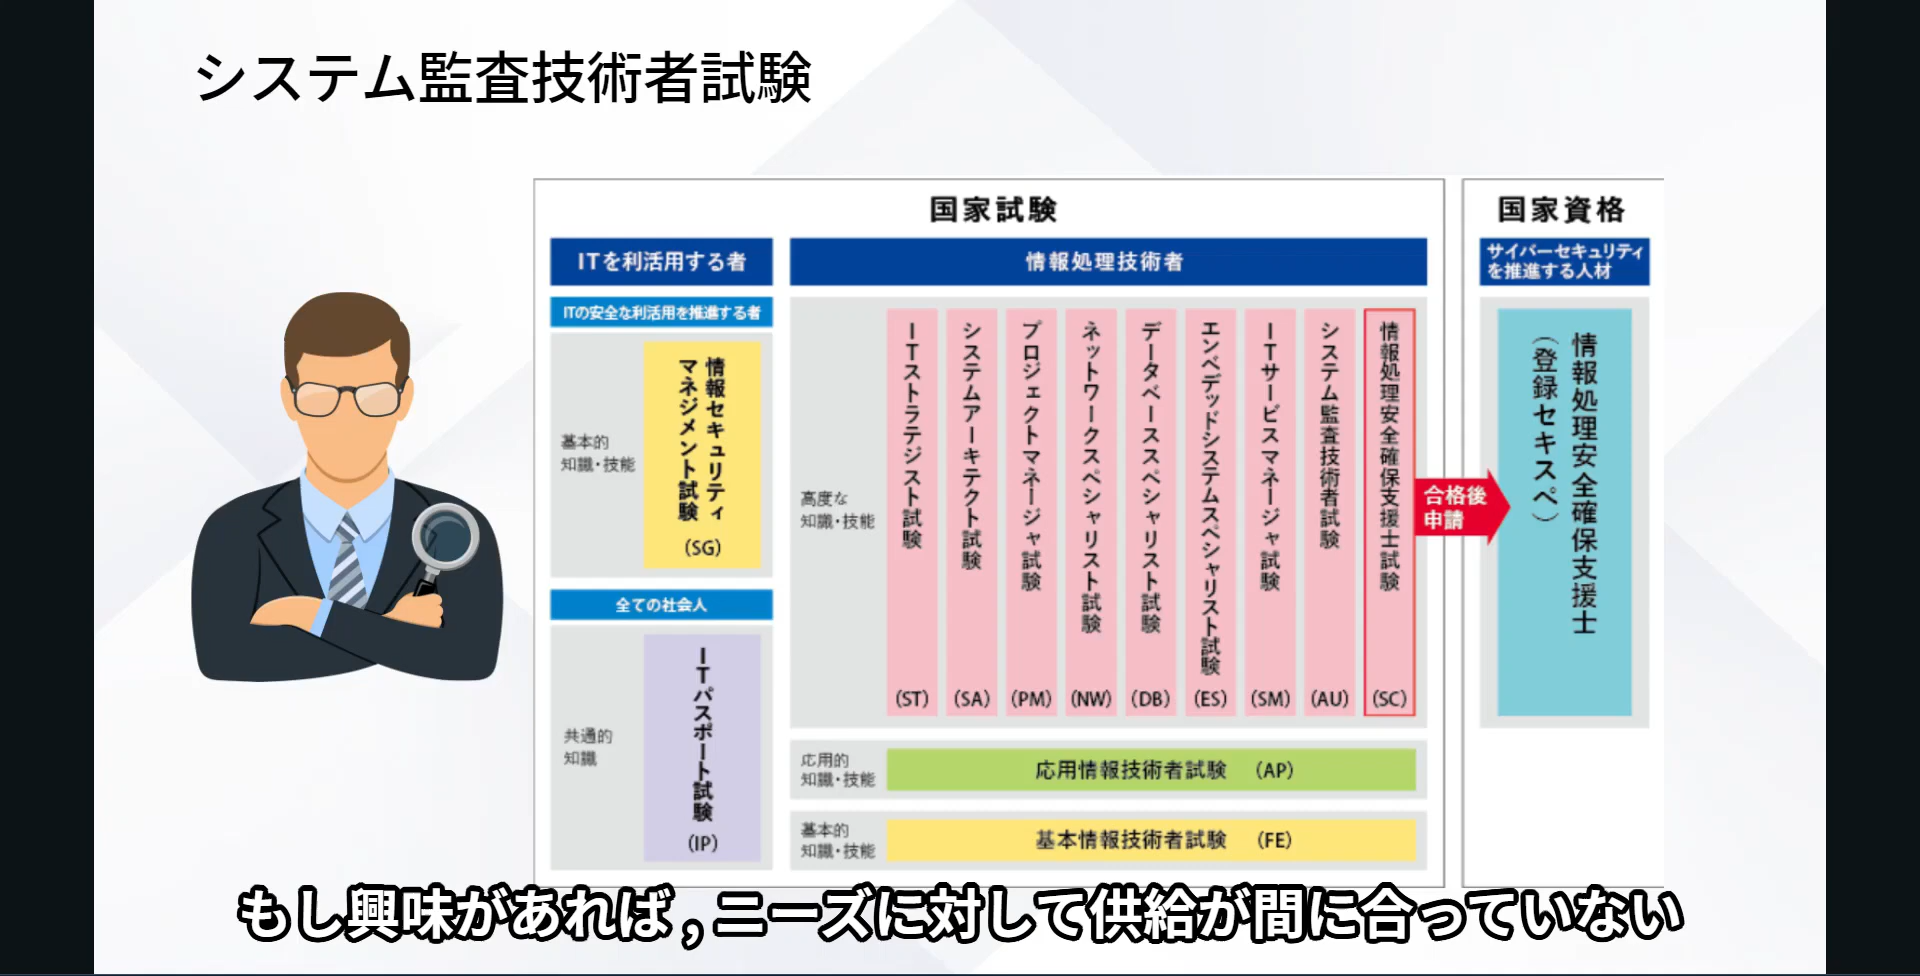 システム監査技術者試験
国家試験
ITを利活用する者
ITの安全な利活用を推進する者
基本的
知識・技能
情報セキュリティ
マネジメント試験
(SG)
全ての社会人
共通的
知識
ITパスポート試験
(IP)
情報処理技術者
高度な
知識・技能
ITストラテジスト試験
(ST)
システムアーキテクト試験
(SA)
プロジェクトマネージャ試験
(PM)
ネットワークスペシャリスト試験
(NW)
データベーススペシャリスト試験
(DB)
エンベデッドシステムスペシャリスト試験
(ES)
ITサービスマネージャ試験
(SM)
システム監査技術者試験
(AU)
情報処理安全確保支援士試験
(SC)
応用的
知識・技能
応用情報技術者試験 (AP)
基本的
知識・技能
基本情報技術者試験 (FE)
合格後
申請
国家資格
サイバーセキュリティ
を推進する人材
情報処理安全確保支援士
(登録セキスペ)
もし興味があれば,ニーズに対して供給が間に合っていない